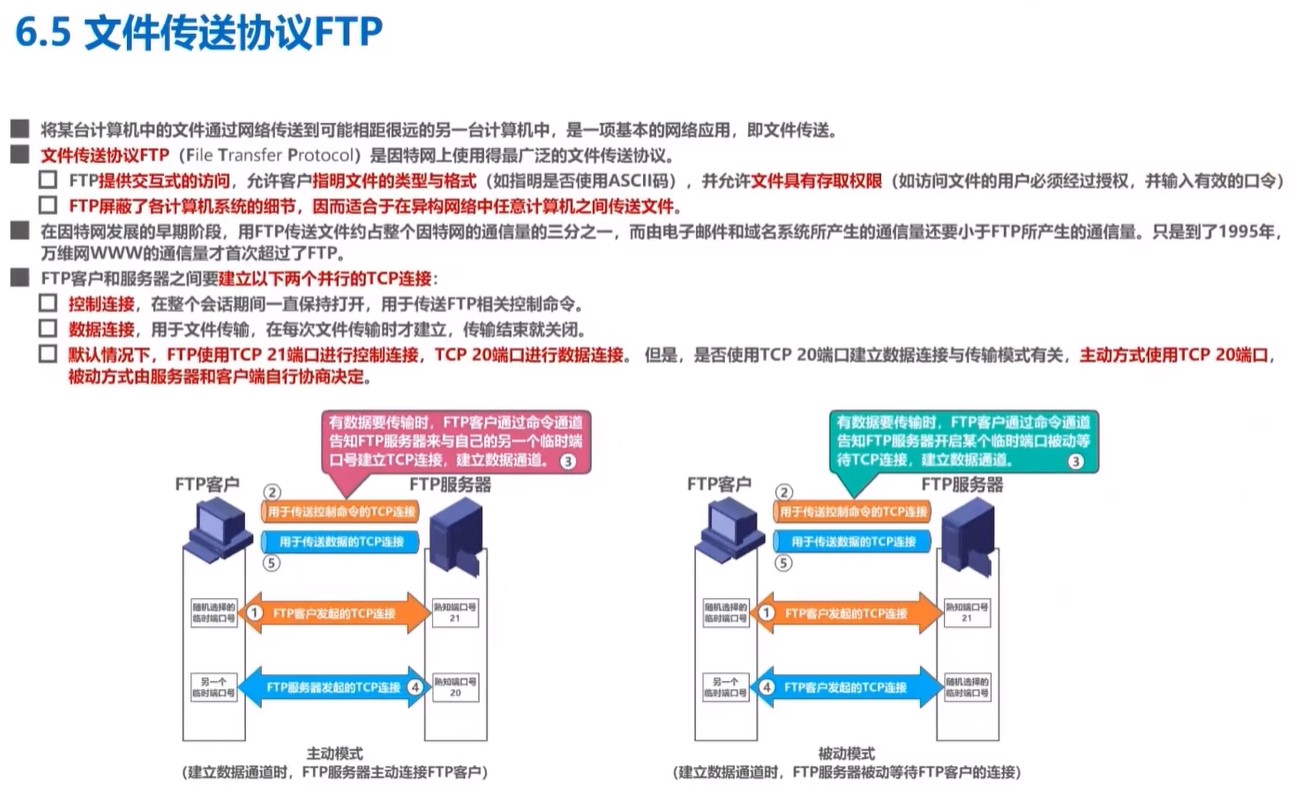 6.5 文件传送协议FTP
将某台计算机中的文件通过网络传送到可能相距很远的另一台计算机中，是一项基本的网络应用，即文件传送。
文件传送协议FTP（File Transfer Protocol）是因特网上使用得最广泛的文件传送协议。
FTP提供交互式的访问，允许客户指明文件的类型与格式（如指明是否使用ASCII码），并允许文件具有存取权限（如访问文件的用户必须经过授权，并输入有效的口令）
FTP屏蔽了各计算机系统的细节，因而适合于在异构网络中任意计算机之间传送文件。
在因特网发展的早期阶段，用FTP传送文件约占整个因特网的通信量的三分之一，而由电子邮件和域名系统所产生的通信量还要小于FTP所产生的通信量。只是到了1995年，
万维网WWW的通信量才首次超过了FTP。
FTP客户和服务器之间要建立以下两个并行的TCP连接：
控制连接，在整个会话期间一直保持打开，用于传送FTP相关控制命令。
数据连接，用于文件传输，在每次文件传输时才建立，传输结束就关闭。
默认情况下，FTP使用TCP 21端口进行控制连接，TCP 20端口进行数据连接。 但是，是否使用TCP 20端口建立数据连接与传输模式有关，主动方式使用TCP 20端口，
被动方式由服务器和客户端自行协商决定。
有数据要传输时，FTP客户通过命令通道
告知FTP服务器来与自己的另一个临时端
口号建立TCP连接，建立数据通道。 ③
FTP客户
FTP服务器
②
用于传送控制命令的TCP连接
用于传送数据的TCP连接
⑤
随机选择的
临时端口号
① FTP客户发起的TCP连接
熟知端口号
21
另一个
临时端口号
FTP服务器发起的TCP连接 ④
熟知端口号
20
主动模式
(建立数据通道时，FTP服务器主动连接FTP客户)
有数据要传输时，FTP客户通过命令通道
告知FTP服务器开启某个临时端口被动等
待TCP连接，建立数据通道。 ③
FTP客户
FTP服务器
②
用于传送控制命令的TCP连接
用于传送数据的TCP连接
⑤
随机选择的
临时端口号
① FTP客户发起的TCP连接
熟知端口号
21
另一个
临时端口号
④ FTP客户发起的TCP连接
随机选择的
临时端口号
被动模式
(建立数据通道时，FTP服务器被动等待FTP客户的连接)